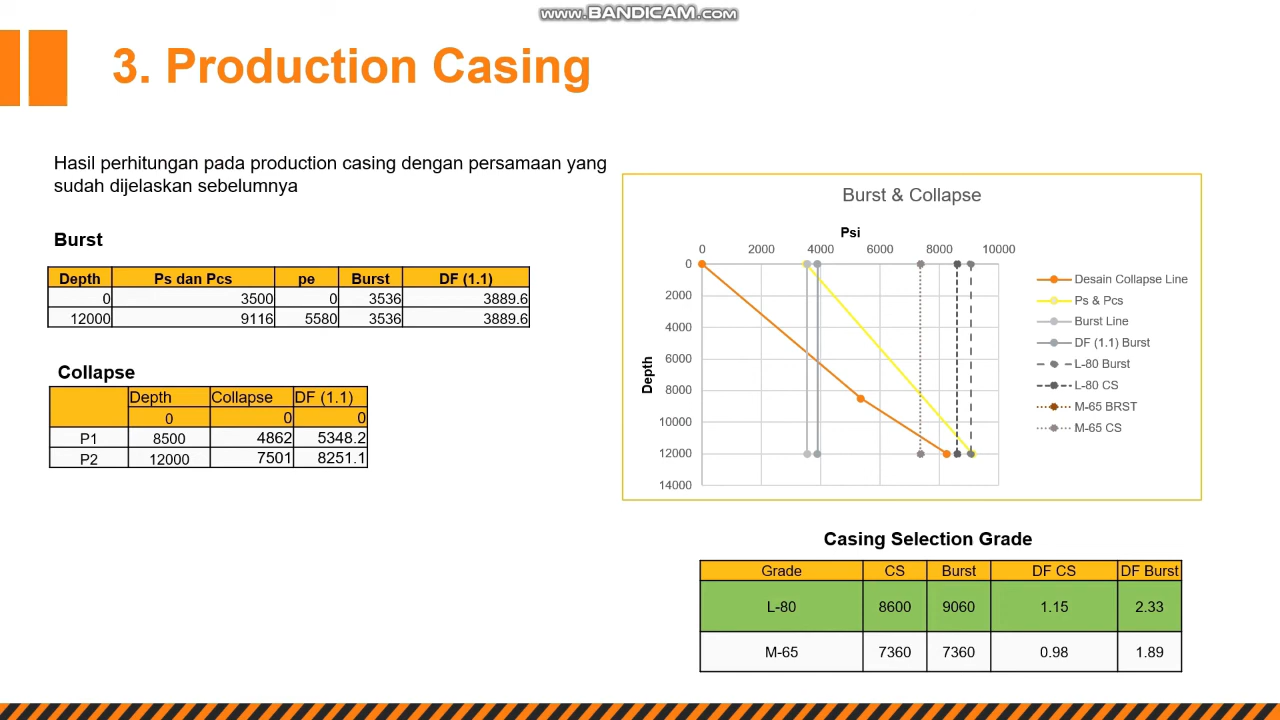 www.BANDICAM.com
3. Production Casing
Hasil perhitungan pada production casing dengan persamaan yang
sudah dijelaskan sebelumnya
Burst
Depth Ps dan Pcs pe Burst DF (1.1)
0 3500 0 3536 3889.6
12000 9116 5580 3536 3889.6
Collapse
Depth Collapse DF (1.1)
0 0 0
P1 8500 4862 5348.2
P2 12000 7501 8251.1
Burst & Collapse
Psi
0 2000 4000 6000 8000 10000
0
2000
4000
6000
8000
10000
12000
14000
Depth
Desain Collapse Line
Ps & Pcs
Burst Line
DF (1.1) Burst
L-80 Burst
L-80 CS
M-65 BRST
M-65 CS
Casing Selection Grade
Grade CS Burst DF CS DF Burst
L-80 8600 9060 1.15 2.33
M-65 7360 7360 0.98 1.89